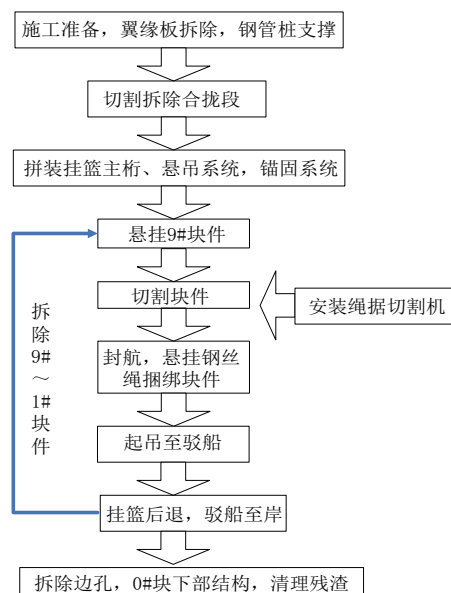 施工准备，翼缘板拆除，钢管桩支撑
切割拆除合拢段
拼装挂篮主桁、悬吊系统，锚固系统
悬挂9#块件
切割块件
安装绳据切割机
拆
除
9#
～
1#
块
件
封航，悬挂钢丝
绳捆绑块件
起吊至驳船
挂篮后退，驳船至岸
拆除边孔，0#块下部结构，清理残渣